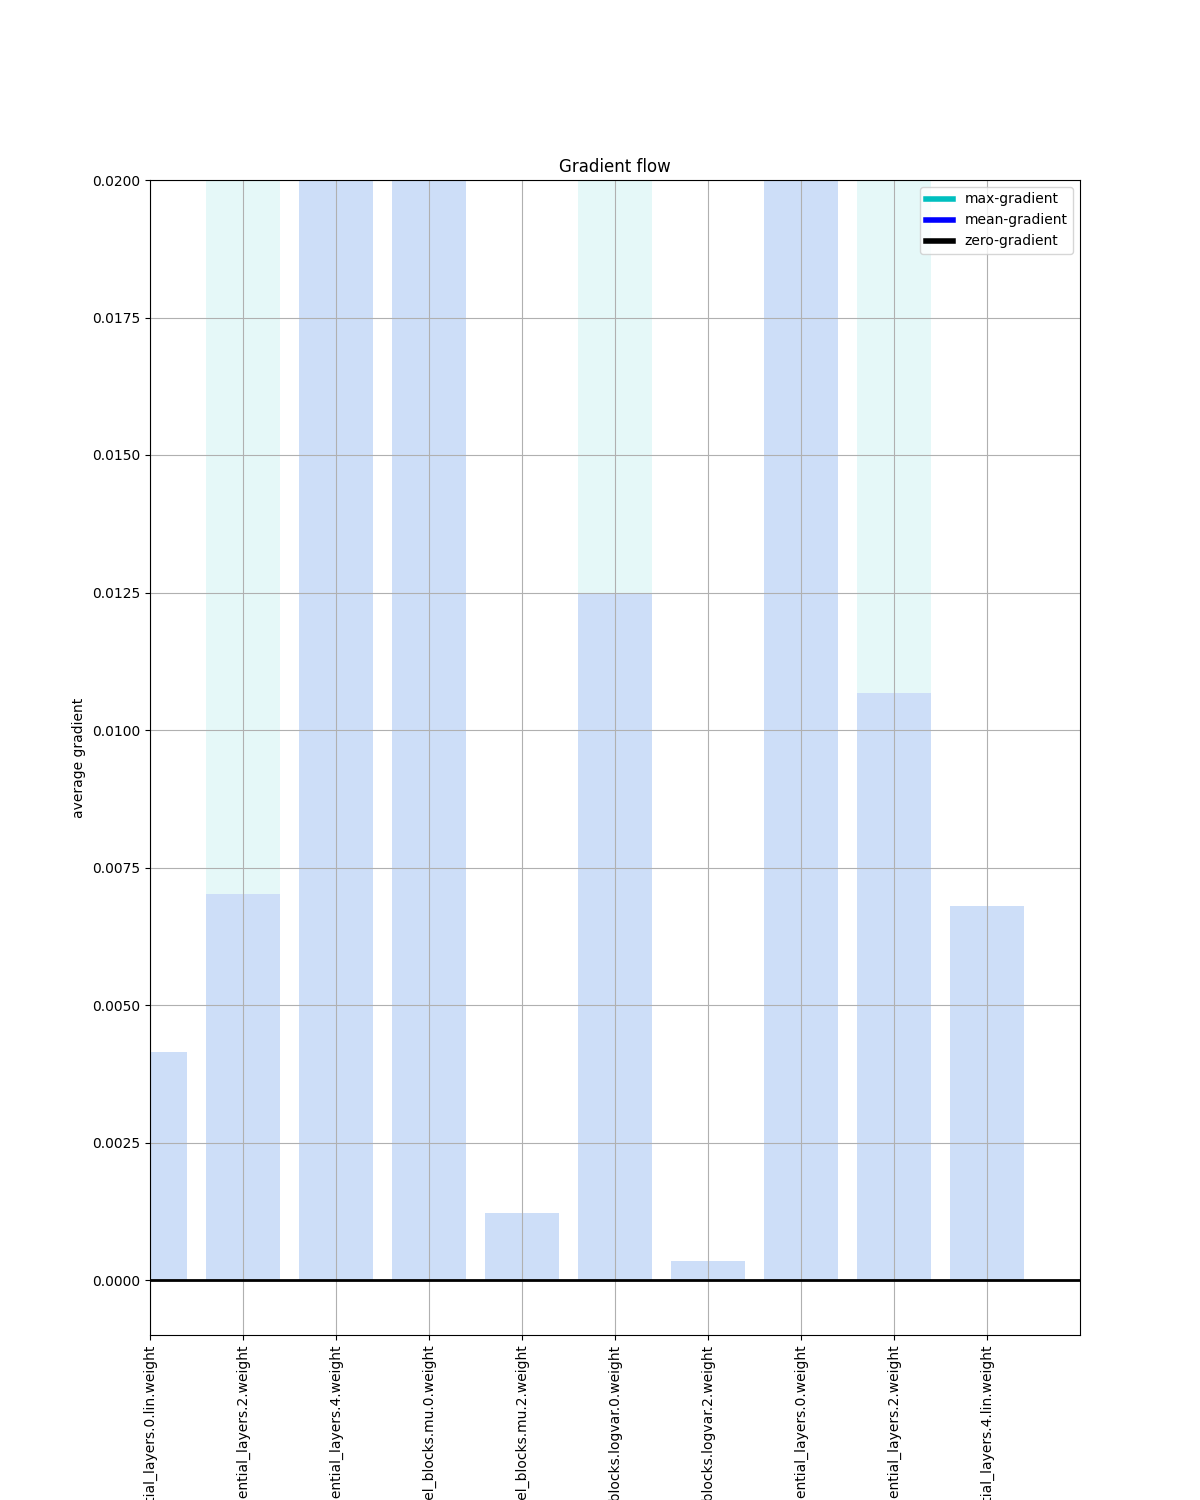 Gradient flow
max-gradient
mean-gradient
zero-gradient
average gradient
0.0200
0.0175
0.0150
0.0125
0.0100
0.0075
0.0050
0.0025
0.0000
tial_layers.0.lin.weight
ential_layers.2.weight
ential_layers.4.weight
el_blocks.mu.0.weight
el_blocks.mu.2.weight
blocks.logvar.0.weight
blocks.logvar.2.weight
ential_layers.0.weight
ential_layers.2.weight
tial_layers.4.lin.weight